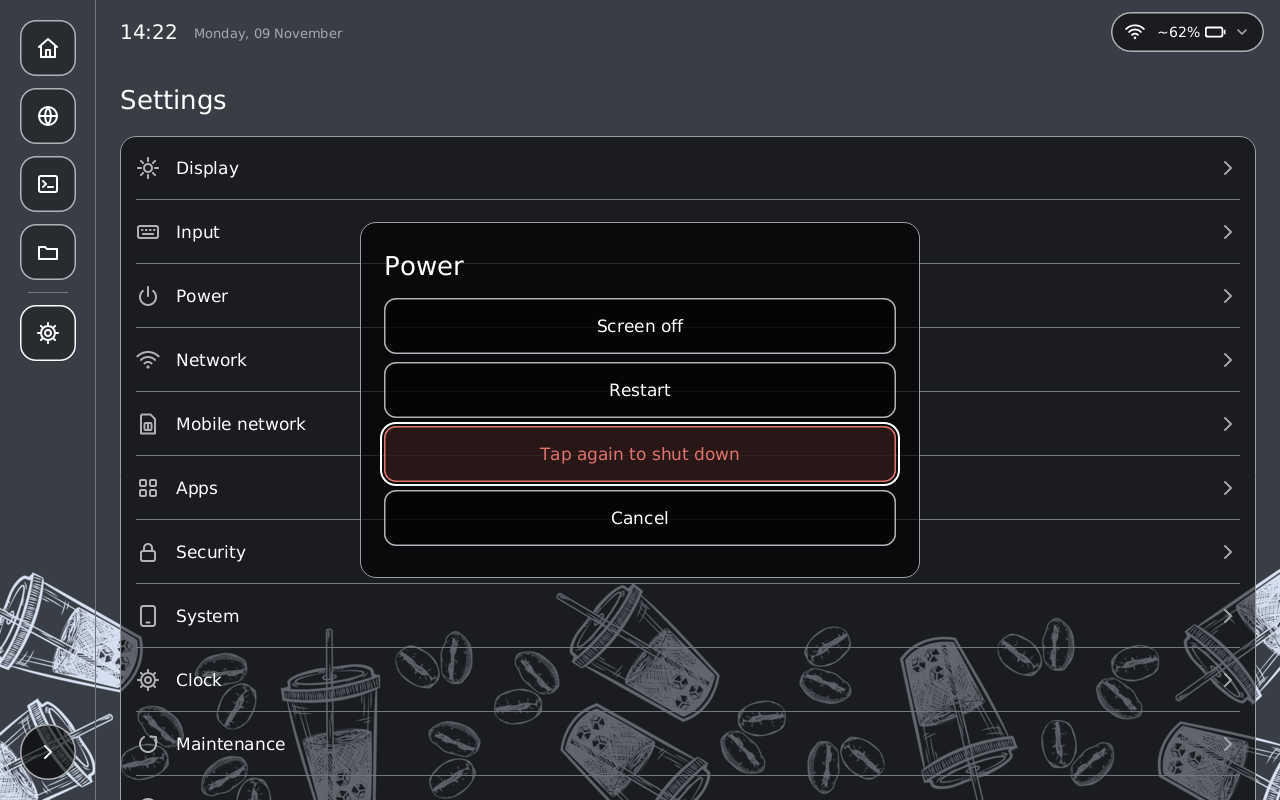 14:22 Monday, 09 November
~62%
Settings
Display
Input
Power
Network
Mobile network
Apps
Security
System
Clock
Maintenance
Power
Screen off
Restart
Tap again to shut down
Cancel